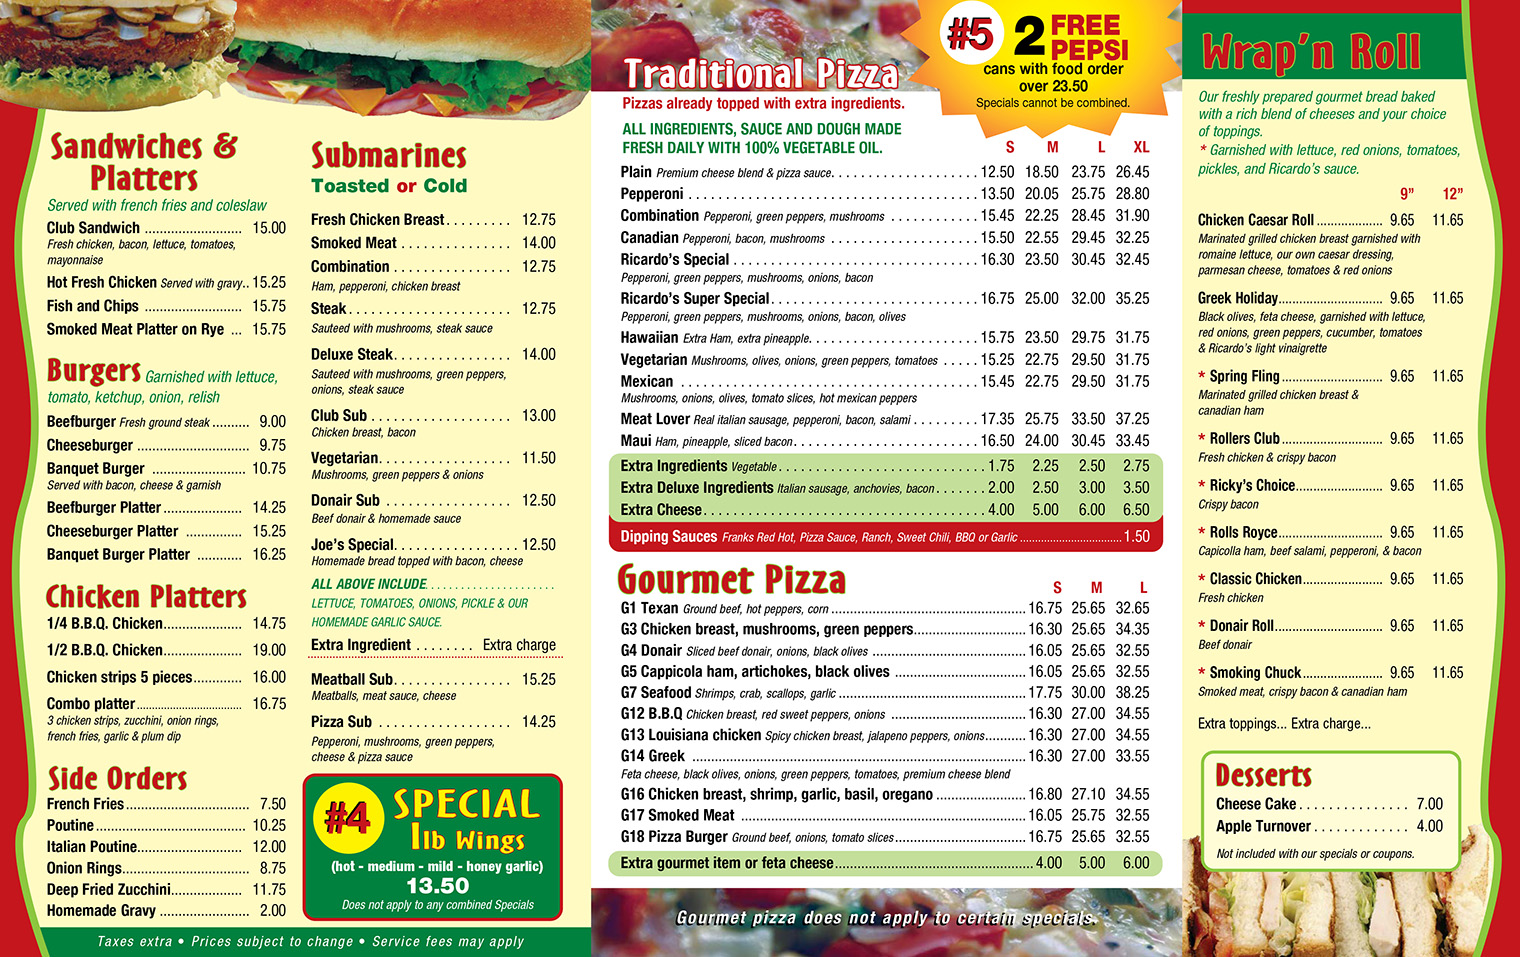 Sandwiches &
Platters
Served with french fries and coleslaw
Club Sandwich .......................... 15.00
Fresh chicken, bacon, lettuce, tomatoes,
mayonnaise
Hot Fresh Chicken Served with gravy.. 15.25
Fish and Chips .......................... 15.75
Smoked Meat Platter on Rye ... 15.75
Burgers Garnished with lettuce,
tomato, ketchup, onion, relish
Beefburger Fresh ground steak .......... 9.00
Cheeseburger .............................. 9.75
Banquet Burger ......................... 10.75
Served with bacon, cheese & garnish
Beefburger Platter ..................... 14.25
Cheeseburger Platter ............... 15.25
Banquet Burger Platter ............ 16.25
Chicken Platters
1/4 B.B.Q. Chicken..................... 14.75
1/2 B.B.Q. Chicken..................... 19.00
Chicken strips 5 pieces............. 16.00
Combo platter................................... 16.75
3 chicken strips, zucchini, onion rings,
french fries, garlic & plum dip
Side Orders
French Fries ................................. 7.50
Poutine ........................................ 10.25
Italian Poutine............................ 12.00
Onion Rings.................................. 8.75
Deep Fried Zucchini................... 11.75
Homemade Gravy ........................ 2.00
Submarines
Toasted or Cold
Fresh Chicken Breast......... 12.75
Smoked Meat ............... 14.00
Combination ................ 12.75
Ham, pepperoni, chicken breast
Steak...................... 12.75
Sauteed with mushrooms, steak sauce
Deluxe Steak................ 14.00
Sauteed with mushrooms, green peppers,
onions, steak sauce
Club Sub ................... 13.00
Chicken breast, bacon
Vegetarian.................. 11.50
Mushrooms, green peppers & onions
Donair Sub ................. 12.50
Beef donair & homemade sauce
Joe's Special................. 12.50
Homemade bread topped with bacon, cheese
ALL ABOVE INCLUDE......................
LETTUCE, TOMATOES, ONIONS, PICKLE & OUR
HOMEMADE GARLIC SAUCE.
Extra Ingredient ........ Extra charge
Meatball Sub................ 15.25
Meatballs, meat sauce, cheese
Pizza Sub .................. 14.25
Pepperoni, mushrooms, green peppers,
cheese & pizza sauce
#4
SPECIAL
1lb Wings
(hot - medium - mild - honey garlic)
13.50
Does not apply to any combined Specials
Taxes extra • Prices subject to change • Service fees may apply
Traditional Pizza
Pizzas already topped with extra ingredients.
ALL INGREDIENTS, SAUCE AND DOUGH MADE
FRESH DAILY WITH 100% VEGETABLE OIL.
#5 2 FREE
PEPSI
cans with food order
over 23.50
Specials cannot be combined.
S M L XL
Plain Premium cheese blend & pizza sauce.................... 12.50 18.50 23.75 26.45
Pepperoni ....................................... 13.50 20.05 25.75 28.80
Combination Pepperoni, green peppers, mushrooms ............ 15.45 22.25 28.45 31.90
Canadian Pepperoni, bacon, mushrooms .................... 15.50 22.55 29.45 32.25
Ricardo's Special ................................. 16.30 23.50 30.45 32.45
Pepperoni, green peppers, mushrooms, onions, bacon
Ricardo's Super Special............................ 16.75 25.00 32.00 35.25
Pepperoni, green peppers, mushrooms, onions, bacon, olives
Hawaiian Extra Ham, extra pineapple....................... 15.75 23.50 29.75 31.75
Vegetarian Mushrooms, olives, onions, green peppers, tomatoes ..... 15.25 22.75 29.50 31.75
Mexican ........................................ 15.45 22.75 29.50 31.75
Mushrooms, onions, olives, tomato slices, hot mexican peppers
Meat Lover Real italian sausage, pepperoni, bacon, salami ......... 17.35 25.75 33.50 37.25
Maui Ham, pineapple, sliced bacon......................... 16.50 24.00 30.45 33.45
Extra Ingredients Vegetable............................ 1.75 2.25 2.50 2.75
Extra Deluxe Ingredients Italian sausage, anchovies, bacon....... 2.00 2.50 3.00 3.50
Extra Cheese...................................... 4.00 5.00 6.00 6.50
Dipping Sauces Franks Red Hot, Pizza Sauce, Ranch, Sweet Chili, BBQ or Garlic .................................. 1.50
Gourmet Pizza
S M L
G1 Texan Ground beef, hot peppers, corn .................................................... 16.75 25.65 32.65
G3 Chicken breast, mushrooms, green peppers.............................. 16.30 25.65 34.35
G4 Donair Sliced beef donair, onions, black olives ......................................... 16.05 25.65 32.55
G5 Cappicola ham, artichokes, black olives ................................... 16.05 25.65 32.55
G7 Seafood Shrimps, crab, scallops, garlic .................................................. 17.75 30.00 38.25
G12 B.B.Q Chicken breast, red sweet peppers, onions .................................... 16.30 27.00 34.55
G13 Louisiana chicken Spicy chicken breast, jalapeno peppers, onions........... 16.30 27.00 34.55
G14 Greek ......................................................................................... 16.30 27.00 33.55
Feta cheese, black olives, onions, green peppers, tomatoes, premium cheese blend
G16 Chicken breast, shrimp, garlic, basil, oregano ........................ 16.80 27.10 34.55
G17 Smoked Meat ............................................................................ 16.05 25.75 32.55
G18 Pizza Burger Ground beef, onions, tomato slices................................... 16.75 25.65 32.55
Extra gourmet item or feta cheese..................................................... 4.00 5.00 6.00
Gourmet pizza does not apply to certain specials.
Wrap'n Roll
Our freshly prepared gourmet bread baked
with a rich blend of cheeses and your choice
of toppings.
* Garnished with lettuce, red onions, tomatoes,
pickles, and Ricardo's sauce.
9" 12"
Chicken Caesar Roll .................. 9.65 11.65
Marinated grilled chicken breast garnished with
romaine lettuce, our own caesar dressing,
parmesan cheese, tomatoes & red onions
Greek Holiday............................ 9.65 11.65
Black olives, feta cheese, garnished with lettuce,
red onions, green peppers, cucumber, tomatoes
& Ricardo's light vinaigrette
* Spring Fling ........................... 9.65 11.65
Marinated grilled chicken breast &
canadian ham
* Rollers Club ........................... 9.65 11.65
Fresh chicken & crispy bacon
* Ricky's Choice....................... 9.65 11.65
Crispy bacon
* Rolls Royce............................ 9.65 11.65
Capicolla ham, beef salami, pepperoni, & bacon
* Classic Chicken...................... 9.65 11.65
Fresh chicken
* Donair Roll............................. 9.65 11.65
Beef donair
* Smoking Chuck...................... 9.65 11.65
Smoked meat, crispy bacon & canadian ham
Extra toppings... Extra charge...
Desserts
Cheese Cake .............. 7.00
Apple Turnover ............ 4.00
Not included with our specials or coupons.